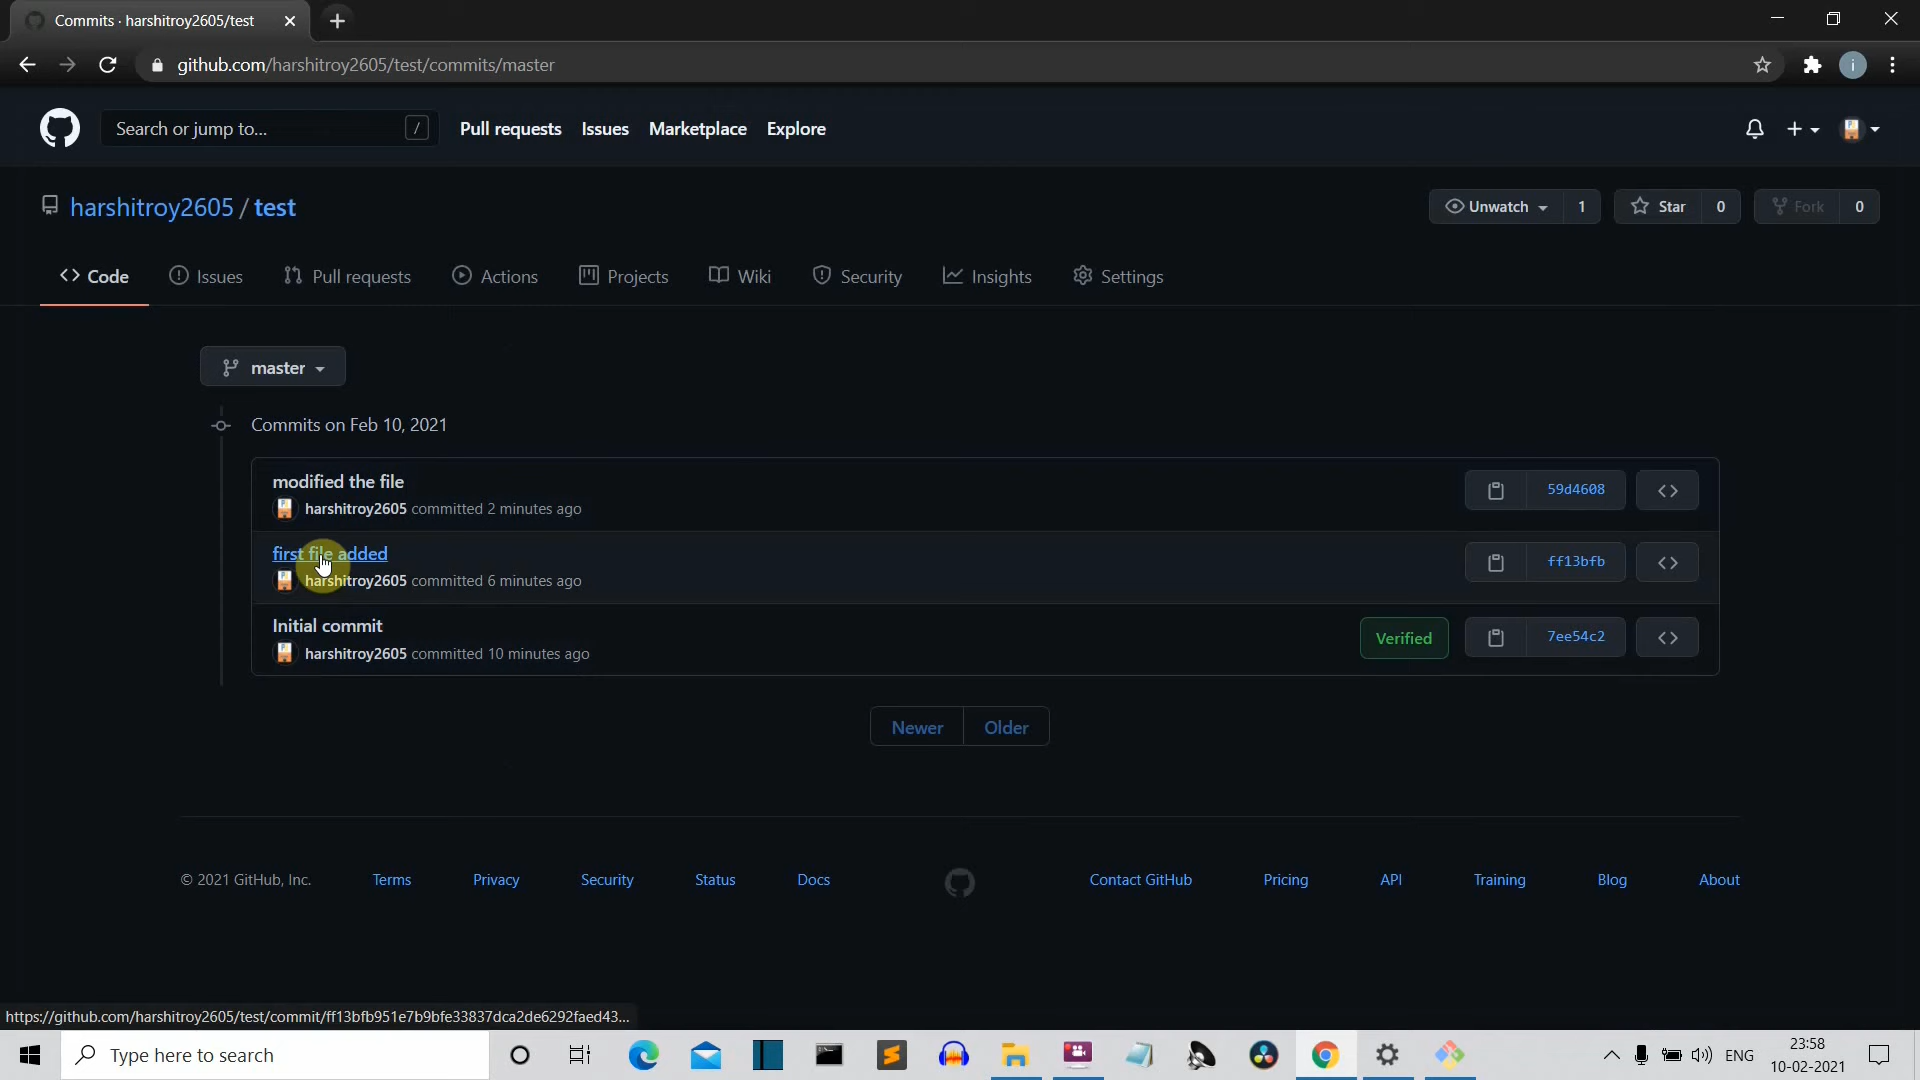 Commits · harshitroy2605/test
github.com/harshitroy2605/test/commits/master
i
Search or jump to...
/
Pull requests
Issues
Marketplace
Explore
harshitroy2605 / test
Unwatch
1
Star
0
Fork
0
Code
Issues
Pull requests
Actions
Projects
Wiki
Security
Insights
Settings
master
Commits on Feb 10, 2021
modified the file
harshitroy2605 committed 2 minutes ago
59d4608
first file added
harshitroy2605 committed 6 minutes ago
ff13bfb
Initial commit
harshitroy2605 committed 10 minutes ago
Verified
7ee54c2
Newer
Older
© 2021 GitHub, Inc.
Terms
Privacy
Security
Status
Docs
Contact GitHub
Pricing
API
Training
Blog
About
https://github.com/harshitroy2605/test/commit/ff13bfb951e7b9bfe33837dca2de6292faed43...
Type here to search
ENG
23:58
10-02-2021